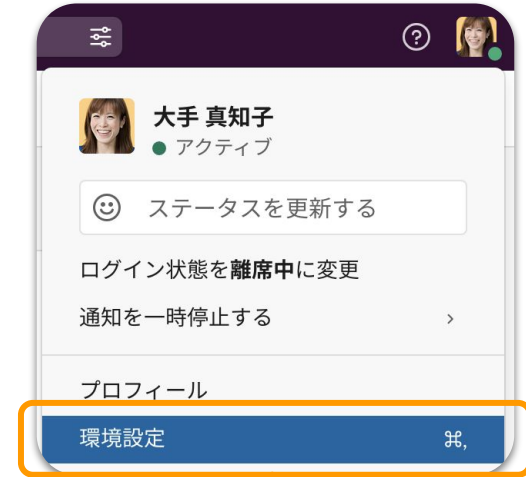 大手 真知子
アクティブ
ステータスを更新する
ログイン状態を離席中に変更
通知を一時停止する
プロフィール
環境設定 ⌘,